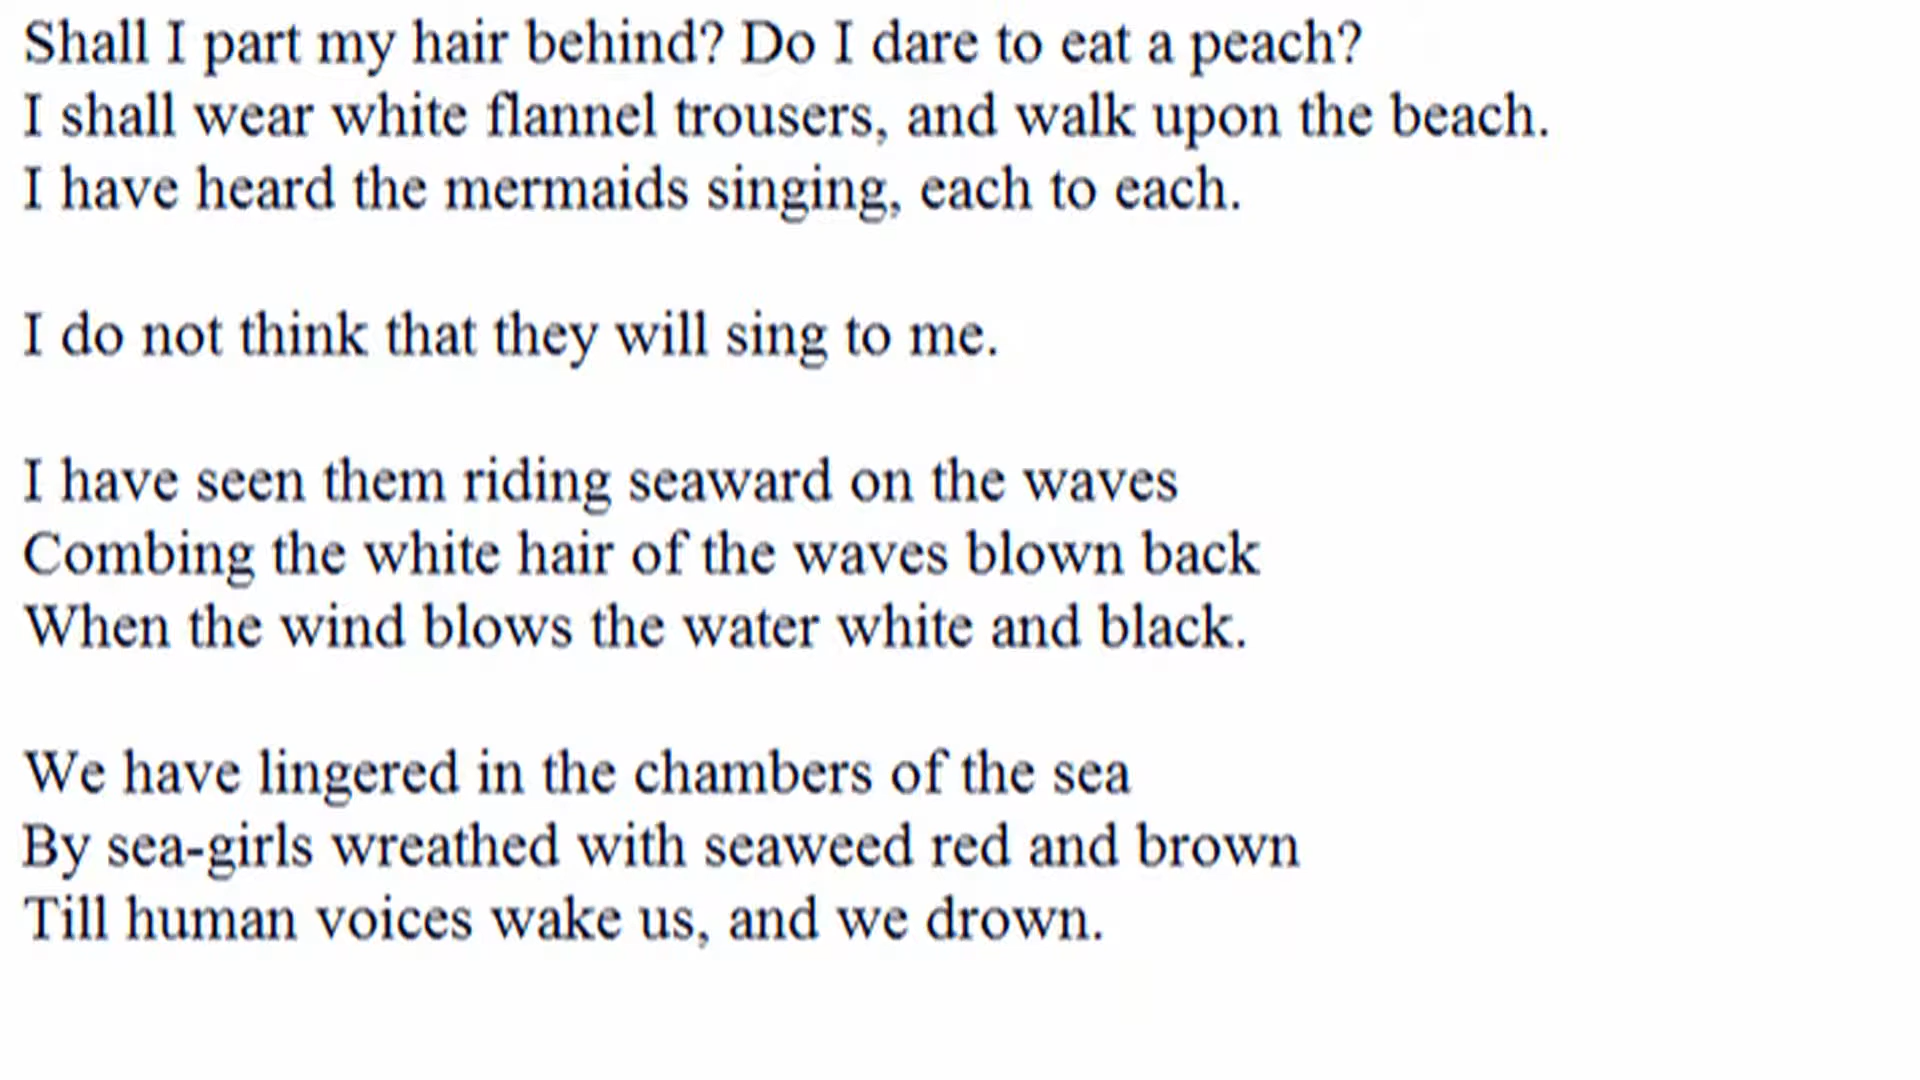 Shall I part my hair behind? Do I dare to eat a peach?
I shall wear white flannel trousers, and walk upon the beach.
I have heard the mermaids singing, each to each.
I do not think that they will sing to me.
I have seen them riding seaward on the waves
Combing the white hair of the waves blown back
When the wind blows the water white and black.
We have lingered in the chambers of the sea
By sea-girls wreathed with seaweed red and brown
Till human voices wake us, and we drown.